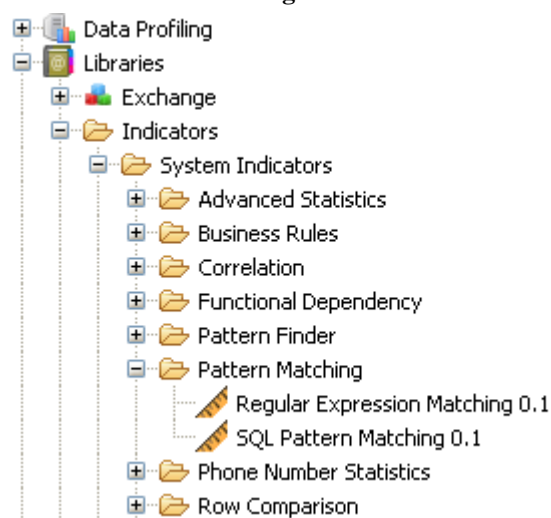 Data Profiling
Libraries
Exchange
Indicators
System Indicators
Advanced Statistics
Business Rules
Correlation
Functional Dependency
Pattern Finder
Pattern Matching
Regular Expression Matching 0.1
SQL Pattern Matching 0.1
Phone Number Statistics
Row Comparison